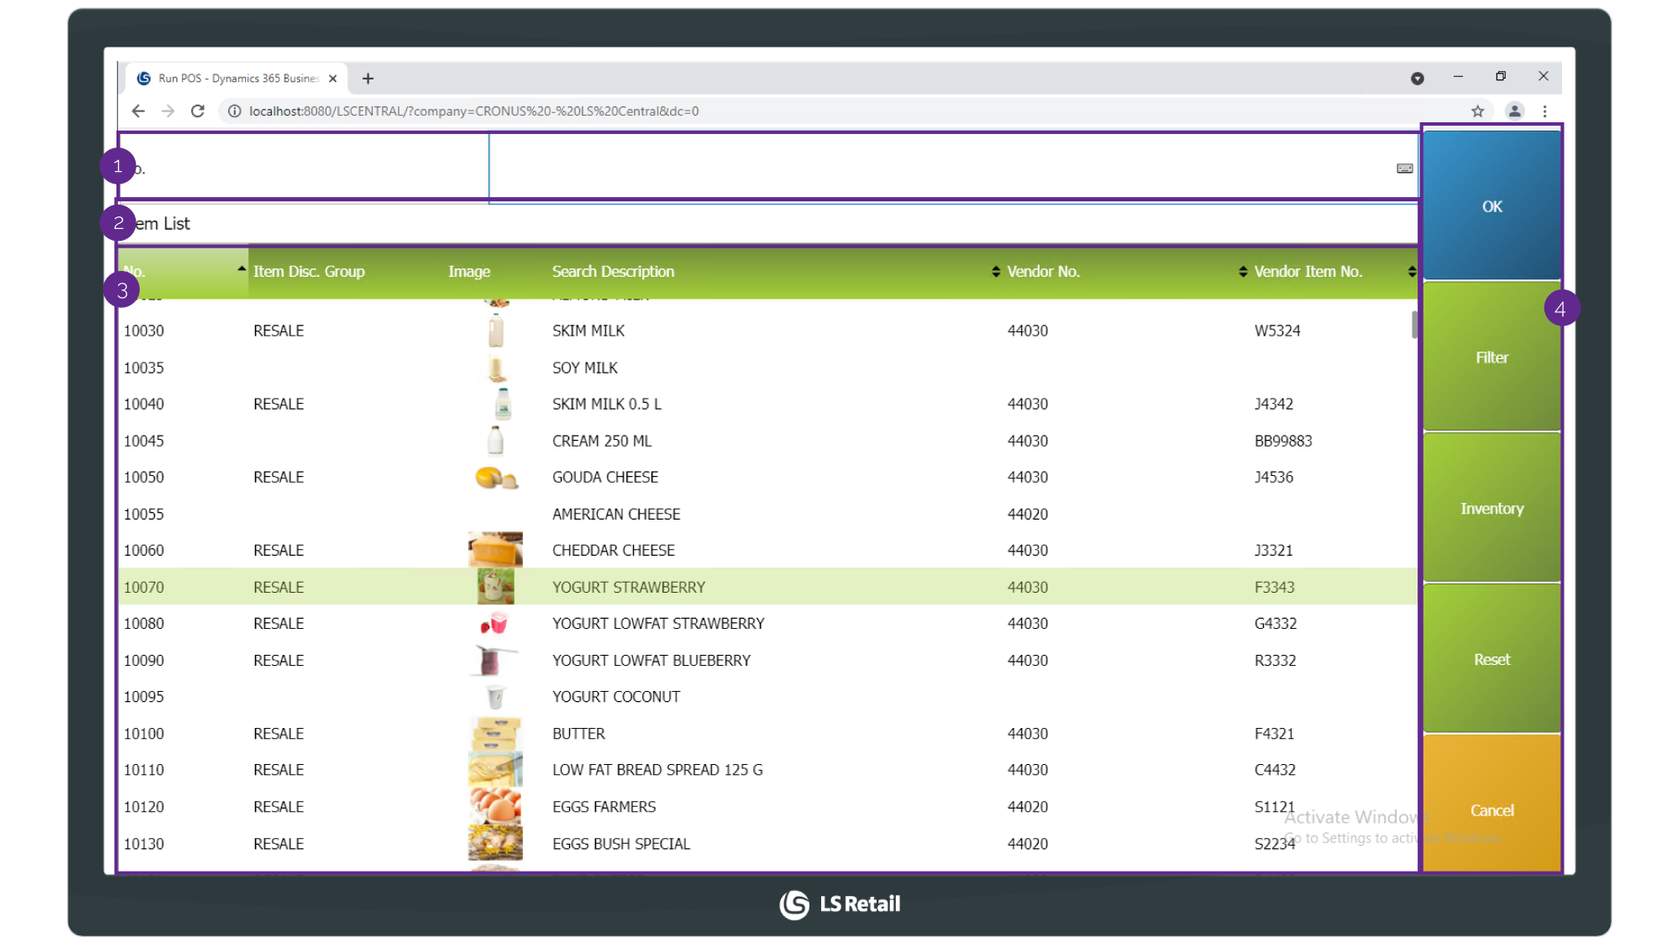 Run POS - Dynamics 365 Busines
localhost:8080/LSCENTRAL/?company=CRONUS%20-%20LS%20Central&dc=0
1
o.
2
em List
3
No. Item Disc. Group Image Search Description Vendor No. Vendor Item No.
10030 RESALE SKIM MILK 44030 W5324
10035 SOY MILK
10040 RESALE SKIM MILK 0.5 L 44030 J4342
10045 CREAM 250 ML 44030 BB99883
10050 RESALE GOUDA CHEESE 44030 J4536
10055 AMERICAN CHEESE 44020
10060 RESALE CHEDDAR CHEESE 44030 J3321
10070 RESALE YOGURT STRAWBERRY 44030 F3343
10080 RESALE YOGURT LOWFAT STRAWBERRY 44030 G4332
10090 RESALE YOGURT LOWFAT BLUEBERRY 44030 R3332
10095 YOGURT COCONUT
10100 RESALE BUTTER 44030 F4321
10110 RESALE LOW FAT BREAD SPREAD 125 G 44030 C4432
10120 RESALE EGGS FARMERS 44020 S1121
10130 RESALE EGGS BUSH SPECIAL 44020 S2234
OK
4
Filter
Inventory
Reset
Cancel
Activate Window
Go to Settings to activ
LS Retail